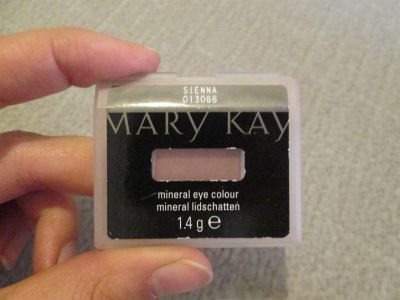 SIENNA
013066
MARY KAY
mineral eye colour
mineral lidschatten
1.4 g ℮